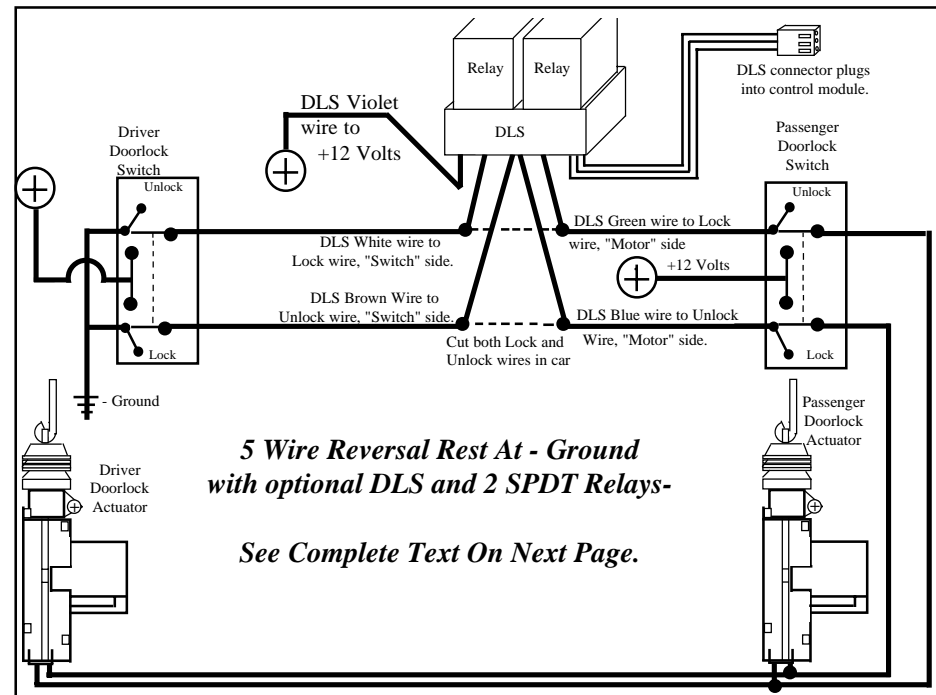 Relay
Relay
DLS
DLS connector plugs
into control module.
DLS Violet
wire to
+12 Volts
Driver
Doorlock
Switch
Unlock
Lock
Passenger
Doorlock
Switch
Unlock
Lock
DLS White wire to
Lock wire, "Switch" side.
DLS Green wire to Lock
wire, "Motor" side
+12 Volts
DLS Brown Wire to
Unlock wire, "Switch" side.
DLS Blue wire to Unlock
Wire, "Motor" side.
Cut both Lock and
Unlock wires in car
- Ground
Driver
Doorlock
Actuator
Passenger
Doorlock
Actuator
5 Wire Reversal Rest At - Ground
with optional DLS and 2 SPDT Relays-
See Complete Text On Next Page.